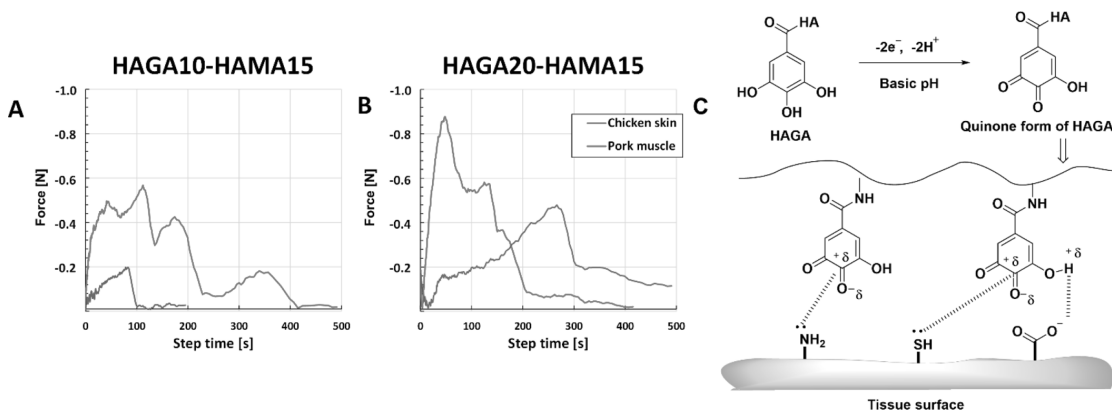 HAGA10-HAMA15
A
-1.0
-0.8
-0.6
-0.4
-0.2
Force [N]
0 100 200 300 400 500
Step time [s]
HAGA20-HAMA15
B
-1.0
-0.8
-0.6
-0.4
-0.2
Force [N]
Chicken skin
Pork muscle
0 100 200 300 400 500
Step time [s]
C
O HA
OH OH
OH
HAGA
-2e⁻, -2H⁺
Basic pH
O HA
O OH
O
Quinone form of HAGA
O NH
+ δ
O OH
O⁻ δ
O NH
+ δ + δ
O O H
O⁻ δ
NH₂
SH
O O⁻
Tissue surface